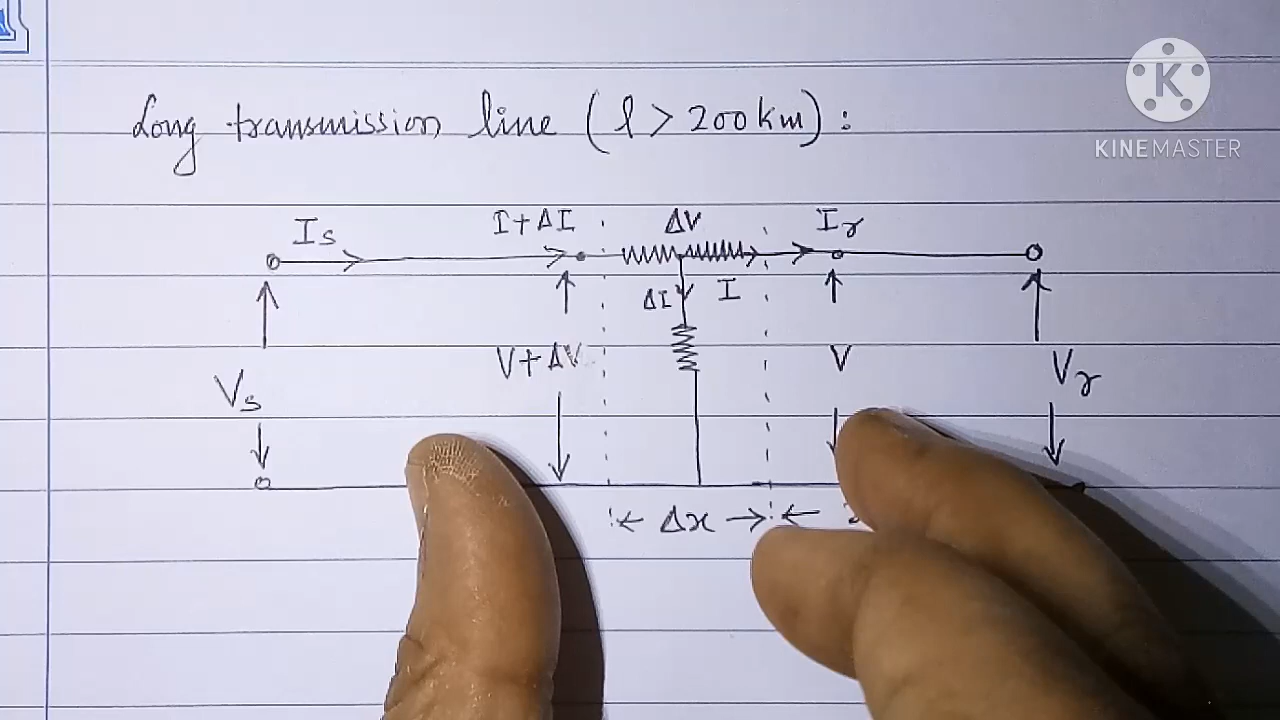 Long transmission line (l > 200 km) :
KINEMASTER
Is I+ΔI ΔV Ir
ΔI I
Vs V+ΔV V Vr
Δx